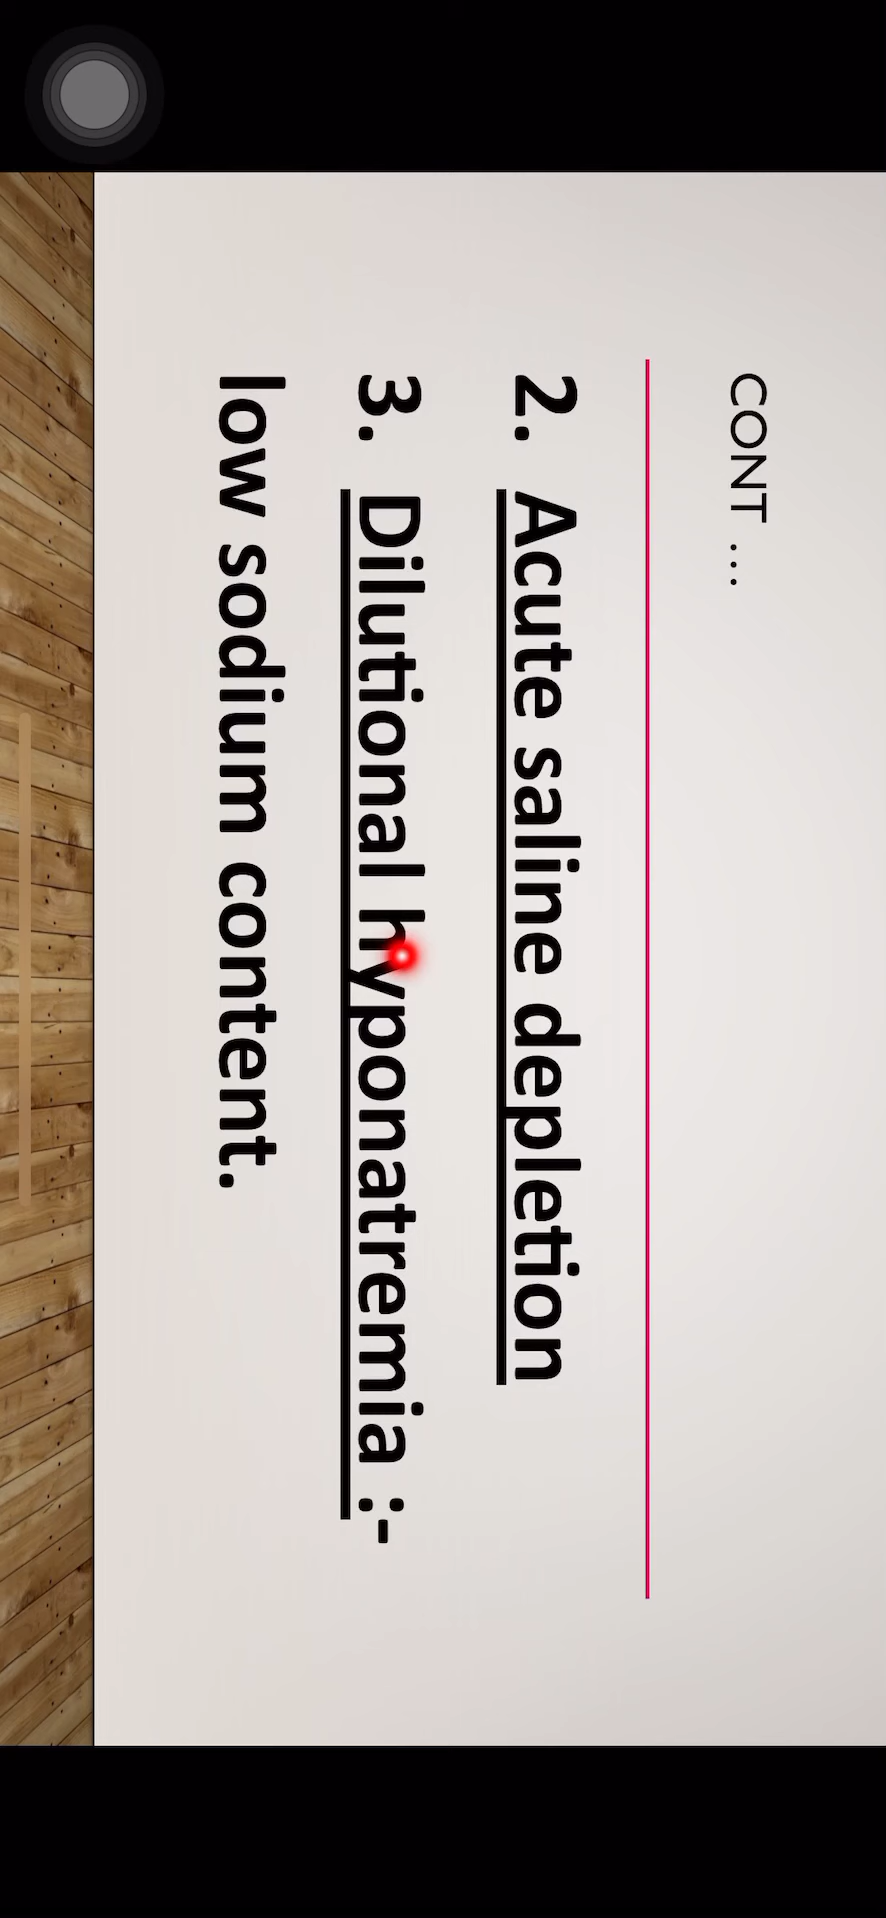 CONT ...
2. Acute saline depletion
3. Dilutional hyponatremia :-
low sodium content.